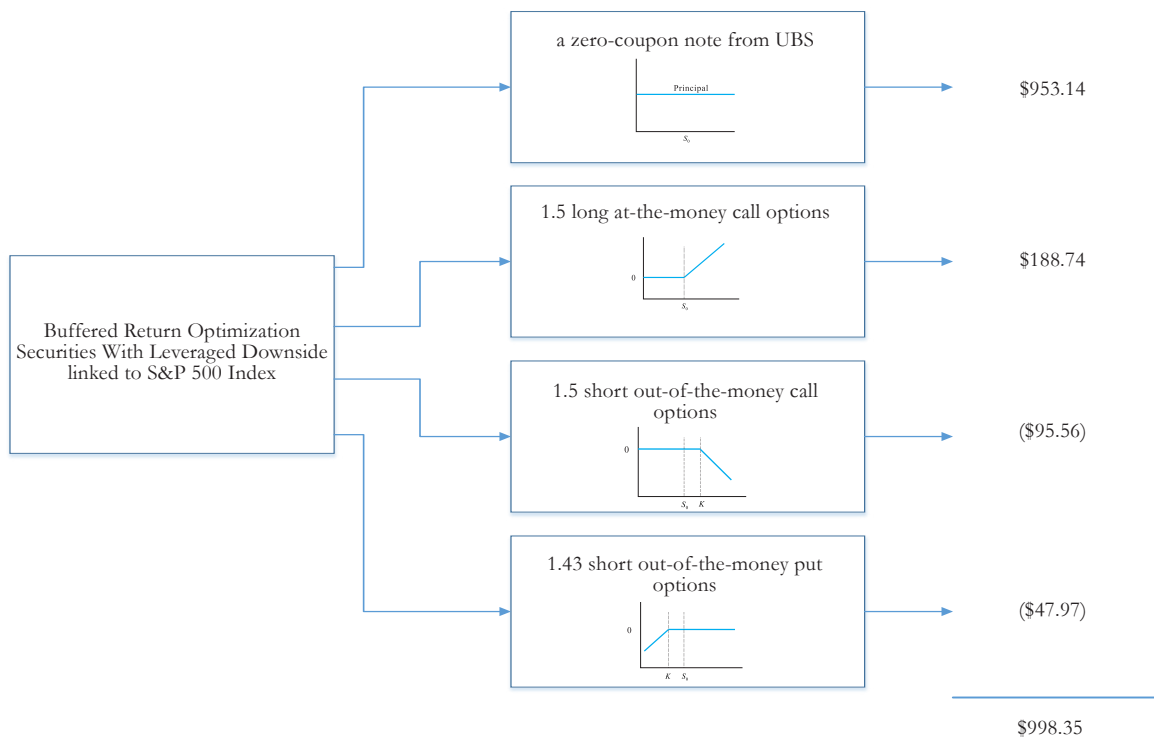 a zero-coupon note from UBS
Principal
S₀
$953.14
1.5 long at-the-money call options
0
S₀
$188.74
Buffered Return Optimization
Securities With Leveraged Downside
linked to S&P 500 Index
1.5 short out-of-the-money call
options
0
S₀ K
($95.56)
1.43 short out-of-the-money put
options
0
K S₀
($47.97)
$998.35